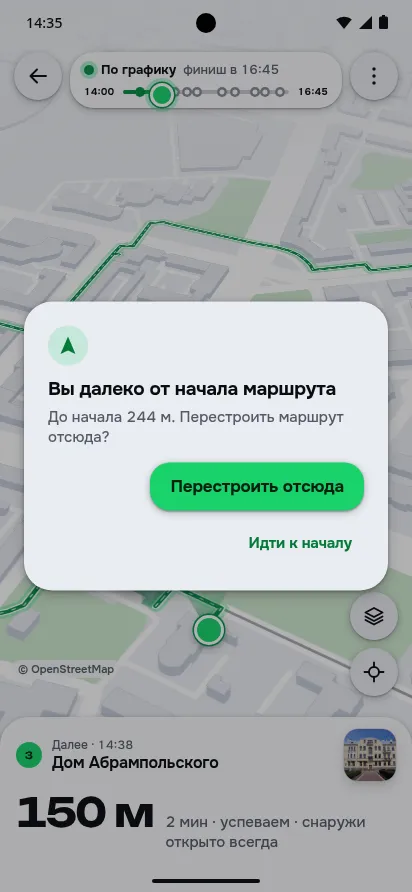 14:35
По графику финиш в 16:45
14:00 16:45
Вы далеко от начала маршрута
До начала 244 м. Перестроить маршрут
отсюда?
Перестроить отсюда
Идти к началу
© OpenStreetMap
3
Далее · 14:38
Дом Абрампольского
150 м
2 мин · успеваем · снаружи
открыто всегда